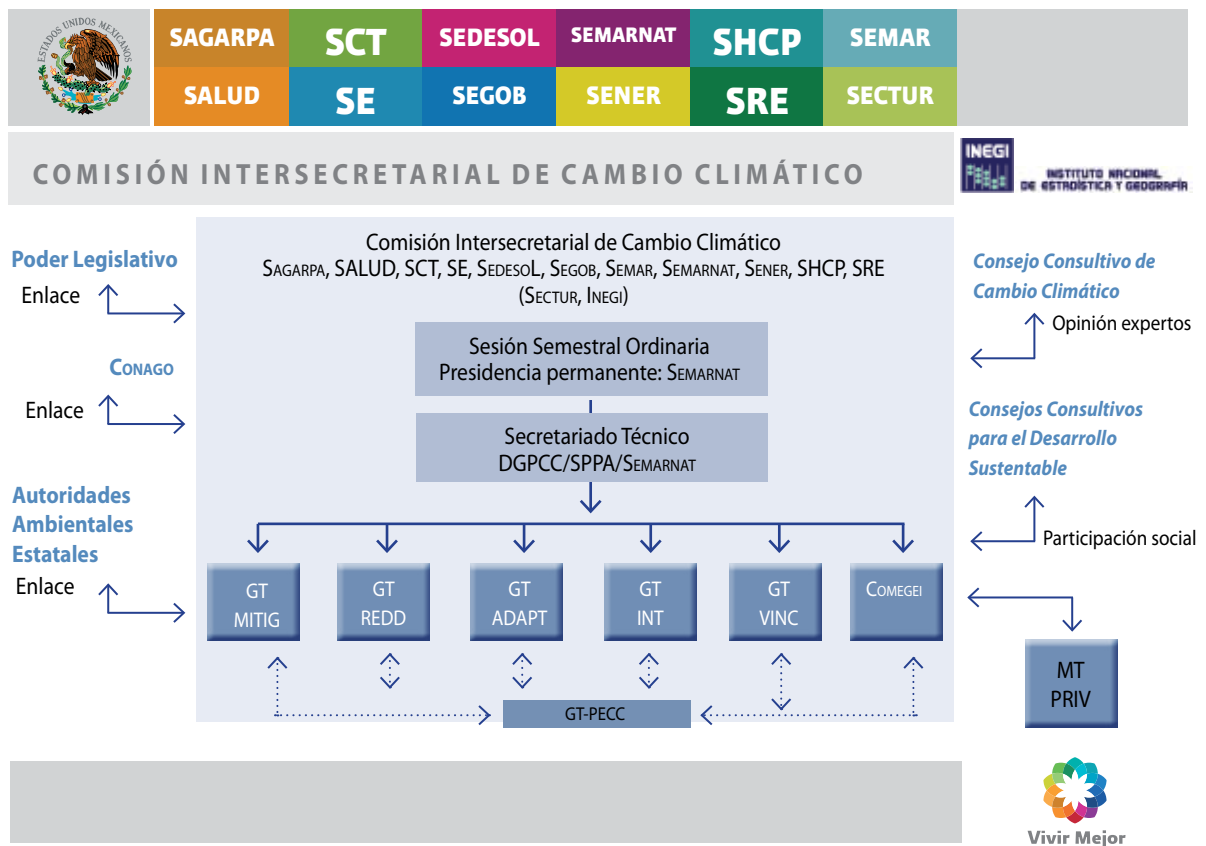 ESTADOS UNIDOS MEXICANOS
SAGARPA SCT SEDESOL SEMARNAT SHCP SEMAR
SALUD SE SEGOB SENER SRE SECTUR
COMISIÓN INTERSECRETARIAL DE CAMBIO CLIMÁTICO
INEGI
INSTITUTO NACIONAL
DE ESTADÍSTICA Y GEOGRAFÍA
Comisión Intersecretarial de Cambio Climático
SAGARPA, SALUD, SCT, SE, SEDESOL, SEGOB, SEMAR, SEMARNAT, SENER, SHCP, SRE
(SECTUR, INEGI)
Poder Legislativo
Enlace
CONAGO
Enlace
Autoridades
Ambientales
Estatales
Enlace
Sesión Semestral Ordinaria
Presidencia permanente: SEMARNAT
Secretariado Técnico
DGPCC/SPPA/SEMARNAT
GT
MITIG
GT
REDD
GT
ADAPT
GT
INT
GT
VINC
COMEGEI
GT-PECC
Consejo Consultivo de
Cambio Climático
Opinión expertos
Consejos Consultivos
para el Desarrollo
Sustentable
Participación social
MT
PRIV
Vivir Mejor